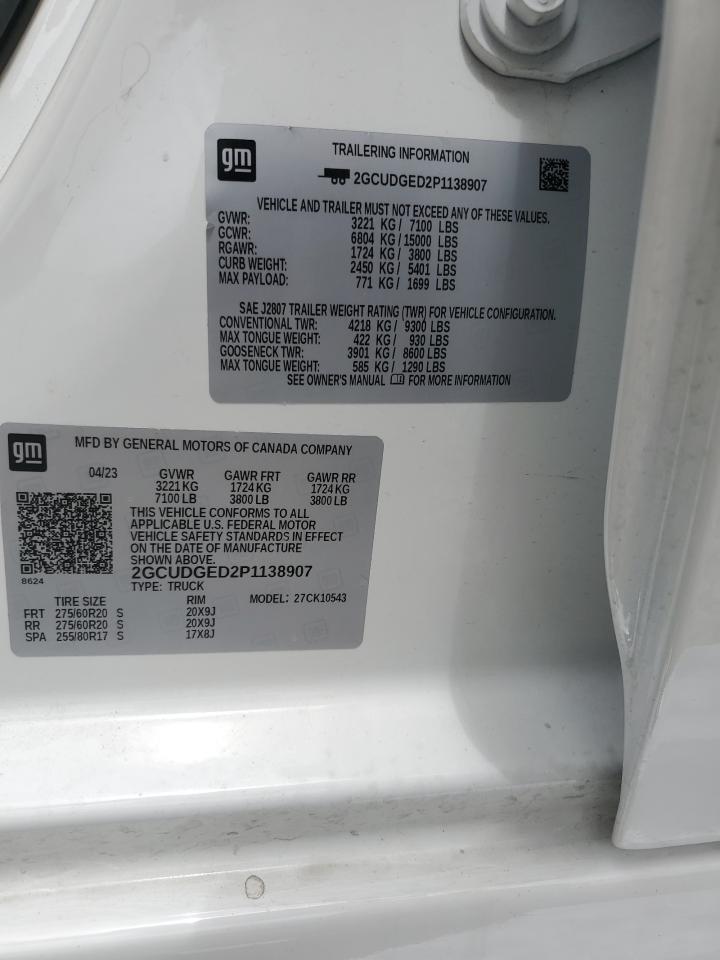 gm
TRAILERING INFORMATION
2GCUDGED2P1138907
VEHICLE AND TRAILER MUST NOT EXCEED ANY OF THESE VALUES.
GVWR: 3221 KG / 7100 LBS
GCWR: 6804 KG / 15000 LBS
RGAWR: 1724 KG / 3800 LBS
CURB WEIGHT: 2450 KG / 5401 LBS
MAX PAYLOAD: 771 KG / 1699 LBS
SAE J2807 TRAILER WEIGHT RATING (TWR) FOR VEHICLE CONFIGURATION.
CONVENTIONAL TWR: 4218 KG / 9300 LBS
MAX TONGUE WEIGHT: 422 KG / 930 LBS
GOOSENECK TWR: 3901 KG / 8600 LBS
MAX TONGUE WEIGHT: 585 KG / 1290 LBS
SEE OWNER'S MANUAL FOR MORE INFORMATION
gm
MFD BY GENERAL MOTORS OF CANADA COMPANY
04/23 GVWR GAWR FRT GAWR RR
3221 KG 1724 KG 1724 KG
7100 LB 3800 LB 3800 LB
THIS VEHICLE CONFORMS TO ALL
APPLICABLE U.S. FEDERAL MOTOR
VEHICLE SAFETY STANDARDS IN EFFECT
ON THE DATE OF MANUFACTURE
SHOWN ABOVE.
8624
2GCUDGED2P1138907
TYPE: TRUCK
TIRE SIZE RIM MODEL: 27CK10543
FRT 275/60R20 S 20X9J
RR 275/60R20 S 20X9J
SPA 255/80R17 S 17X8J